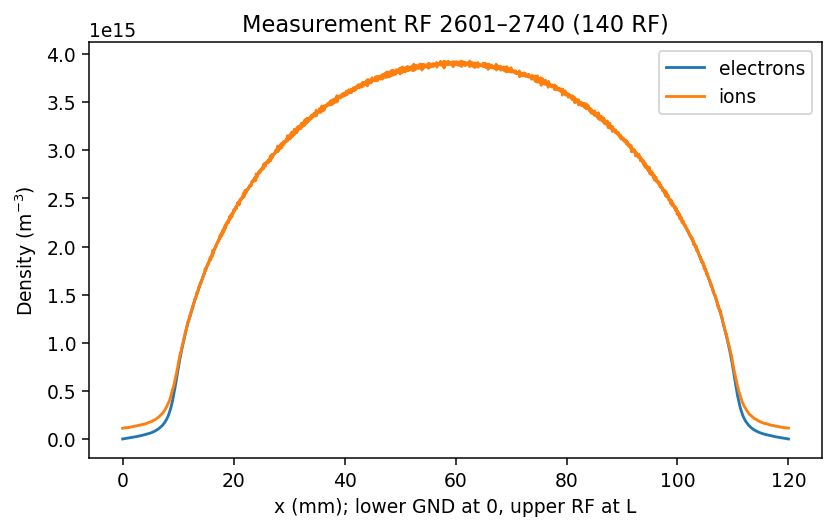 Measurement RF 2601–2740 (140 RF)
1e15
4.0
3.5
3.0
2.5
2.0
1.5
1.0
0.5
0.0
Density (m⁻³)
electrons
ions
0 20 40 60 80 100 120
x (mm); lower GND at 0, upper RF at L